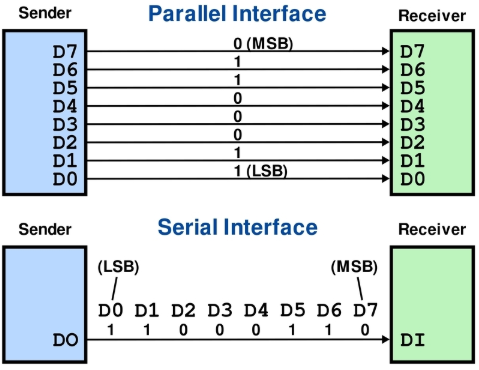 Sender Parallel Interface Receiver
0 (MSB)
D7 D7
1
D6 D6
1
D5 D5
0
D4 D4
0
D3 D3
0
D2 D2
1
D1 D1
1 (LSB)
D0 D0
Sender Serial Interface Receiver
(LSB) (MSB)
D0 D1 D2 D3 D4 D5 D6 D7
1 1 0 0 0 1 1 0
DO DI